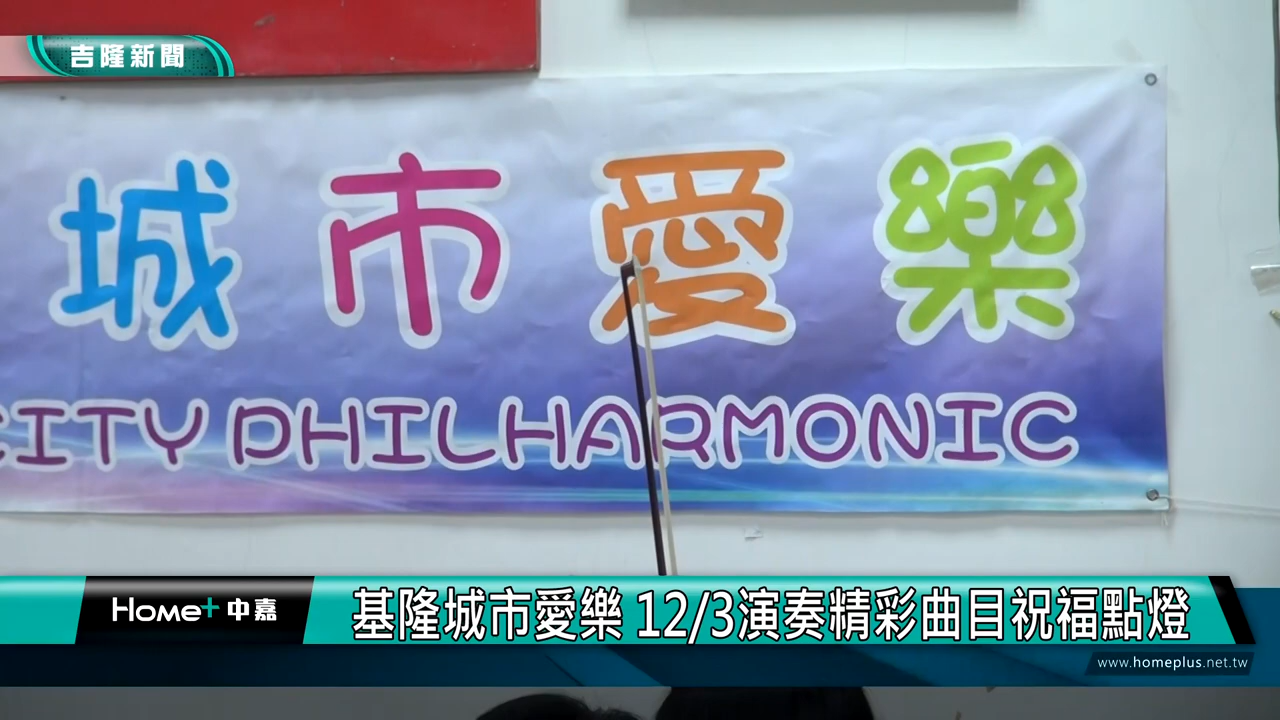 吉隆新聞
城市愛樂
CITY PHILHARMONIC
Home+中嘉
基隆城市愛樂 12/3演奏精彩曲目祝福點燈
www.homeplus.net.tw